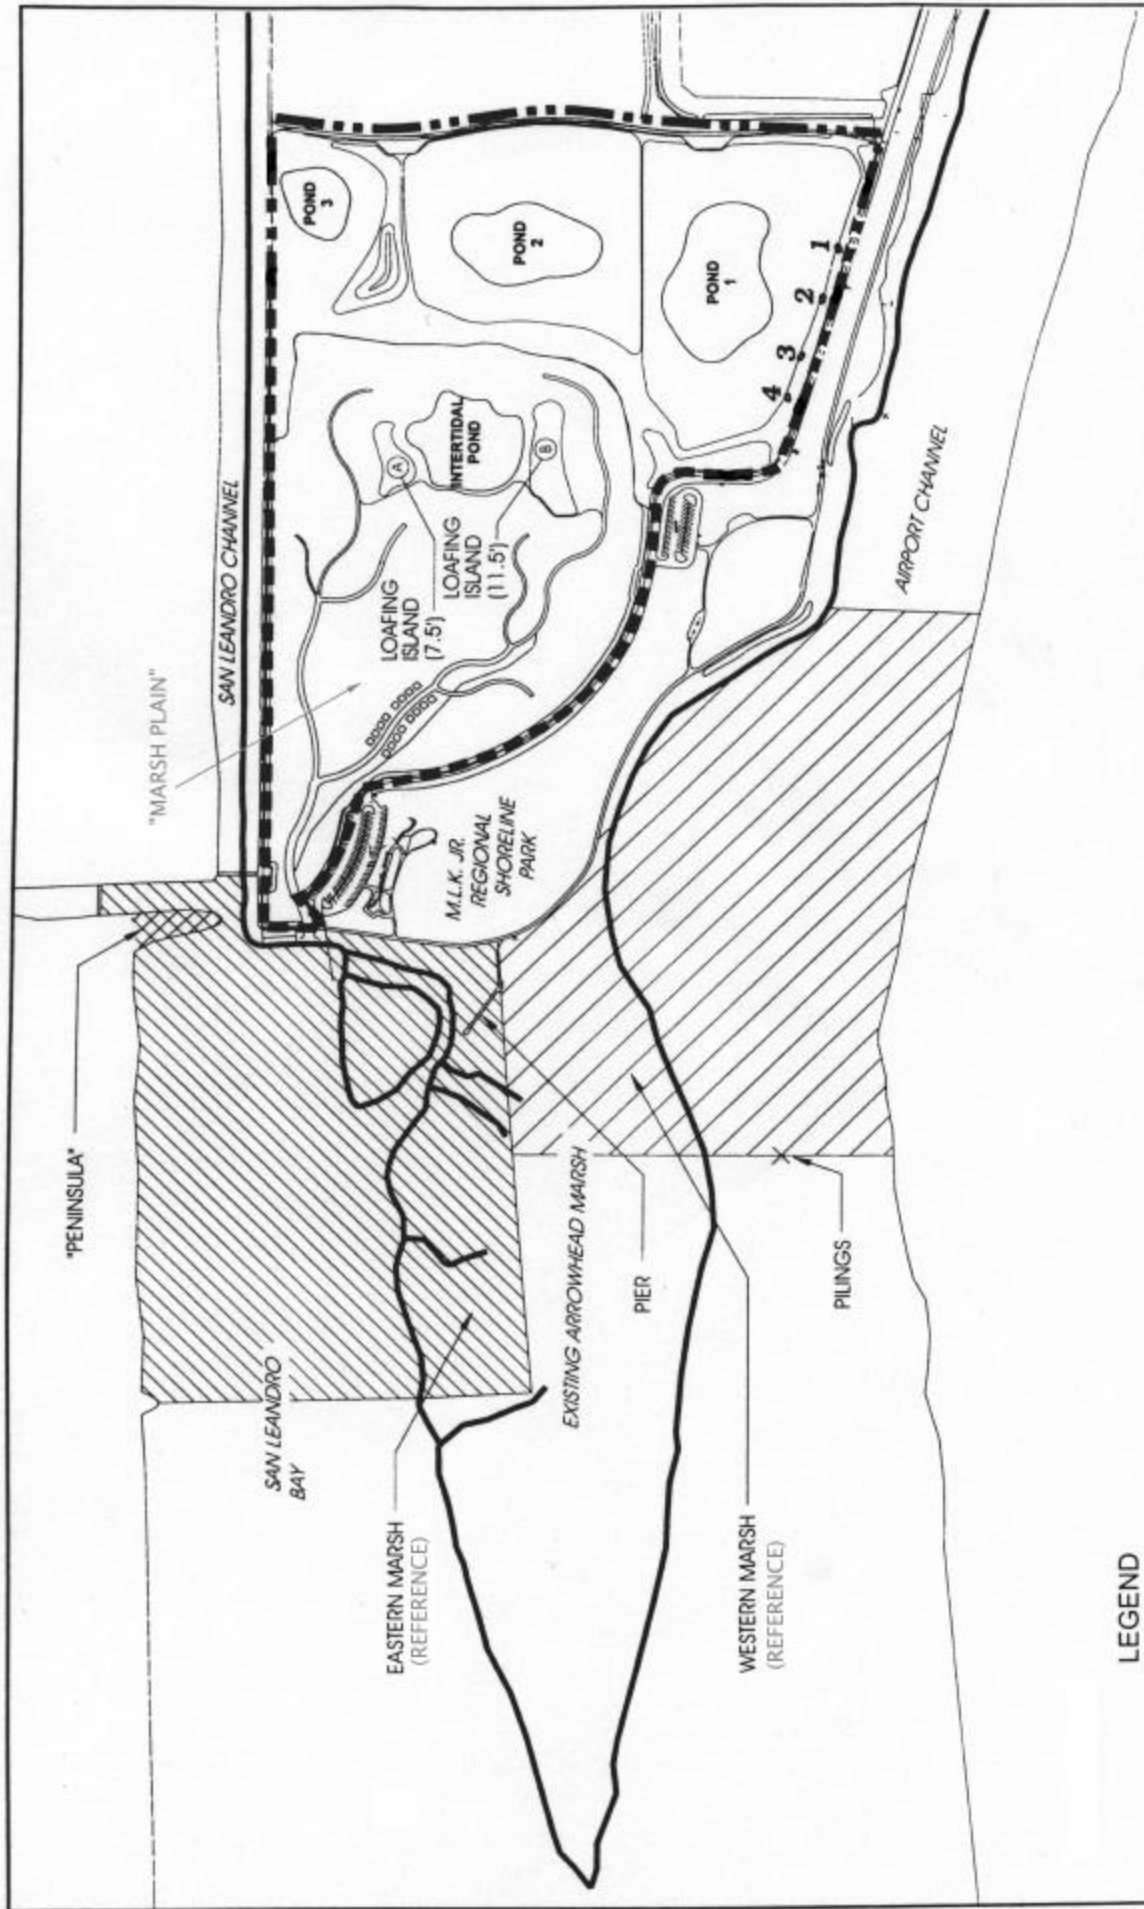 "PENINSULA"
"MARSH PLAIN"
SAN LEANDRO CHANNEL
POND
3
POND
2
POND
1
1
2
3
4
LOAFING
ISLAND
(7.5')
LOAFING
ISLAND
(11.5')
A
INTERTIDAL
POND
B
M.L.K. JR.
REGIONAL
SHORELINE
PARK
AIRPORT CHANNEL
SAN LEANDRO
BAY
EASTERN MARSH
(REFERENCE)
EXISTING ARROWHEAD MARSH
PIER
WESTERN MARSH
(REFERENCE)
PILINGS
LEGEND